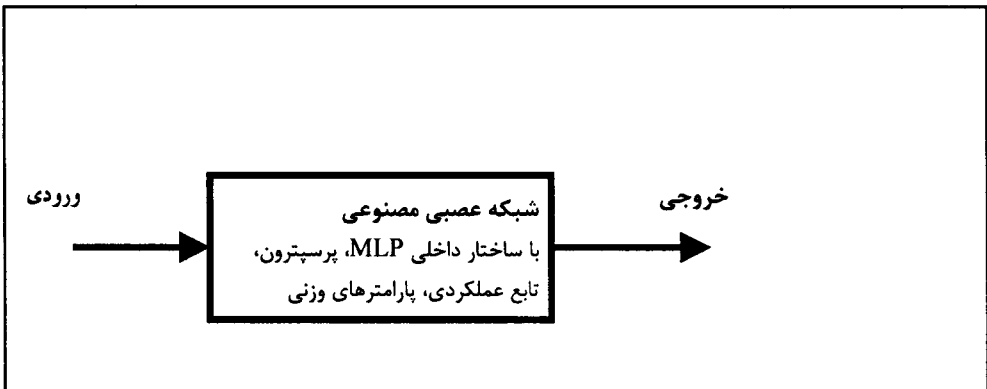 ورودی
شبکه عصبی مصنوعی
با ساختار داخلی MLP، پرسپترون،
تابع عملکردی، پارامترهای وزنی
خروجی